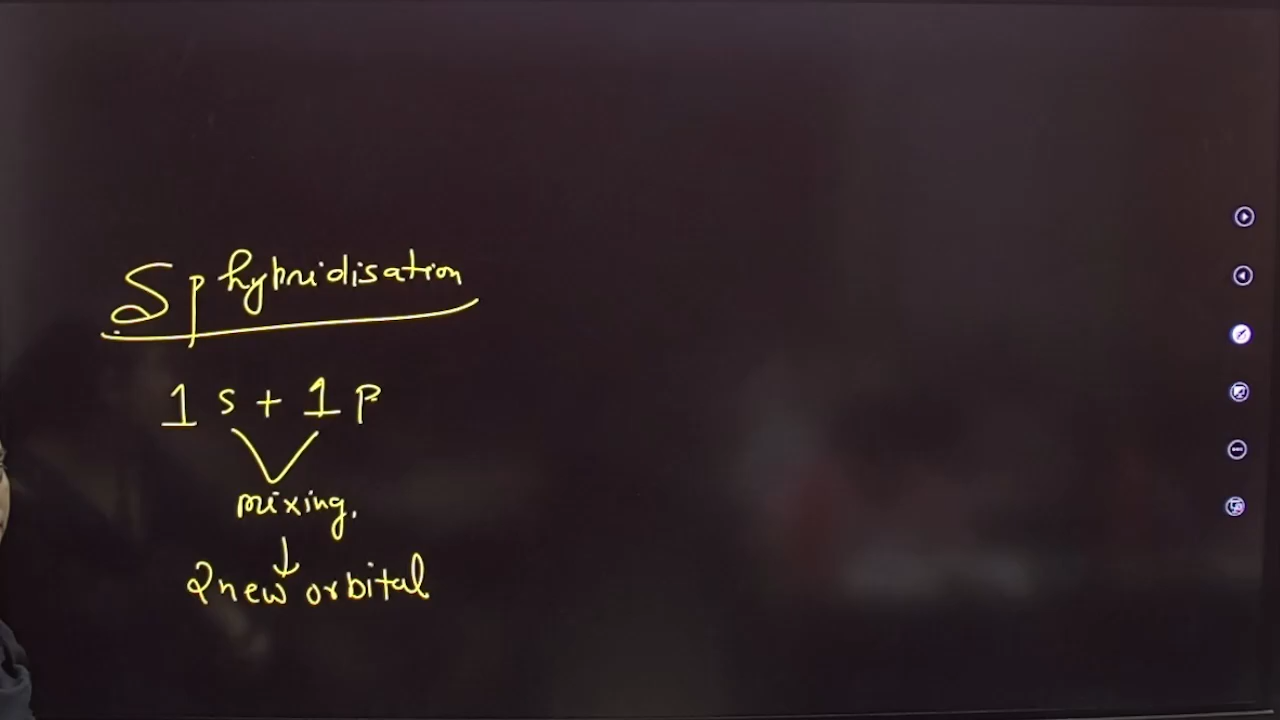 Sp hybridisation
1 s + 1 p
mixing.
2 new orbital